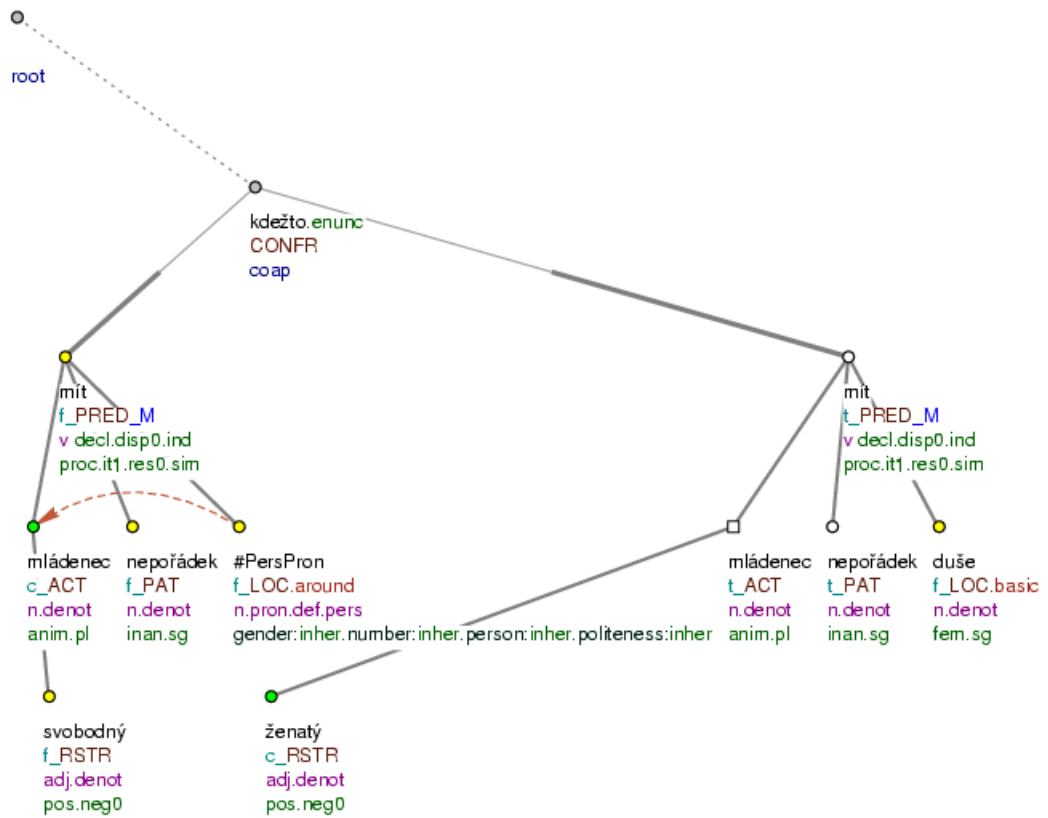 root
kdežto.enunc
CONFR
coap
mít
f_PRED_M
v decl.disp0.ind
proc.it1.res0.sim
mít
t_PRED_M
v decl.disp0.ind
proc.it1.res0.sim
mládenec
c_ACT
n.denot
anim.pl
nepořádek
f_PAT
n.denot
inan.sg
#PersPron
f_LOC.around
n.pron.def.pers
gender:inher.number:inher.person:inher.politeness:inher
mládenec
t_ACT
n.denot
anim.pl
nepořádek
t_PAT
n.denot
inan.sg
duše
f_LOC.basic
n.denot
fem.sg
svobodný
f_RSTR
adj.denot
pos.neg0
ženatý
c_RSTR
adj.denot
pos.neg0